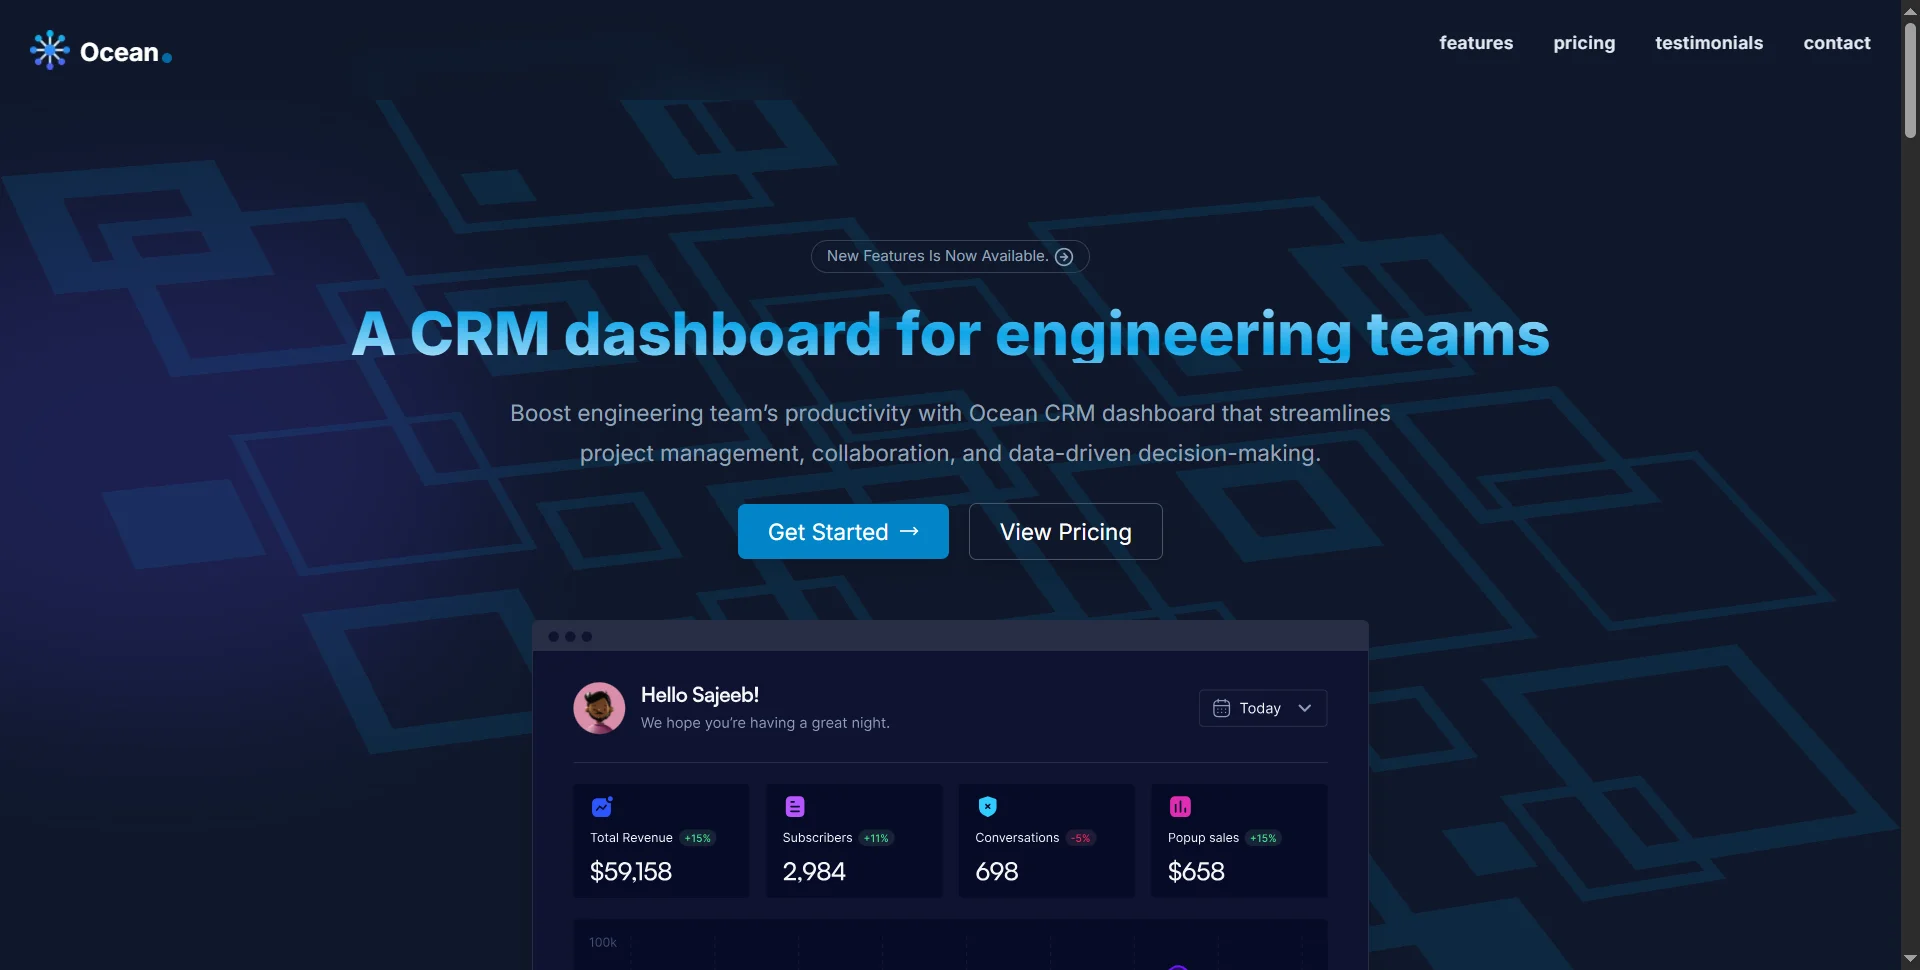 Ocean.
features
pricing
testimonials
contact
New Features Is Now Available.
A CRM dashboard for engineering teams
Boost engineering team’s productivity with Ocean CRM dashboard that streamlines
project management, collaboration, and data-driven decision-making.
Get Started →
View Pricing
Hello Sajeeb!
We hope you’re having a great night.
Today
Total Revenue +15%
$59,158
Subscribers +11%
2,984
Conversations -5%
698
Popup sales +15%
$658
100k